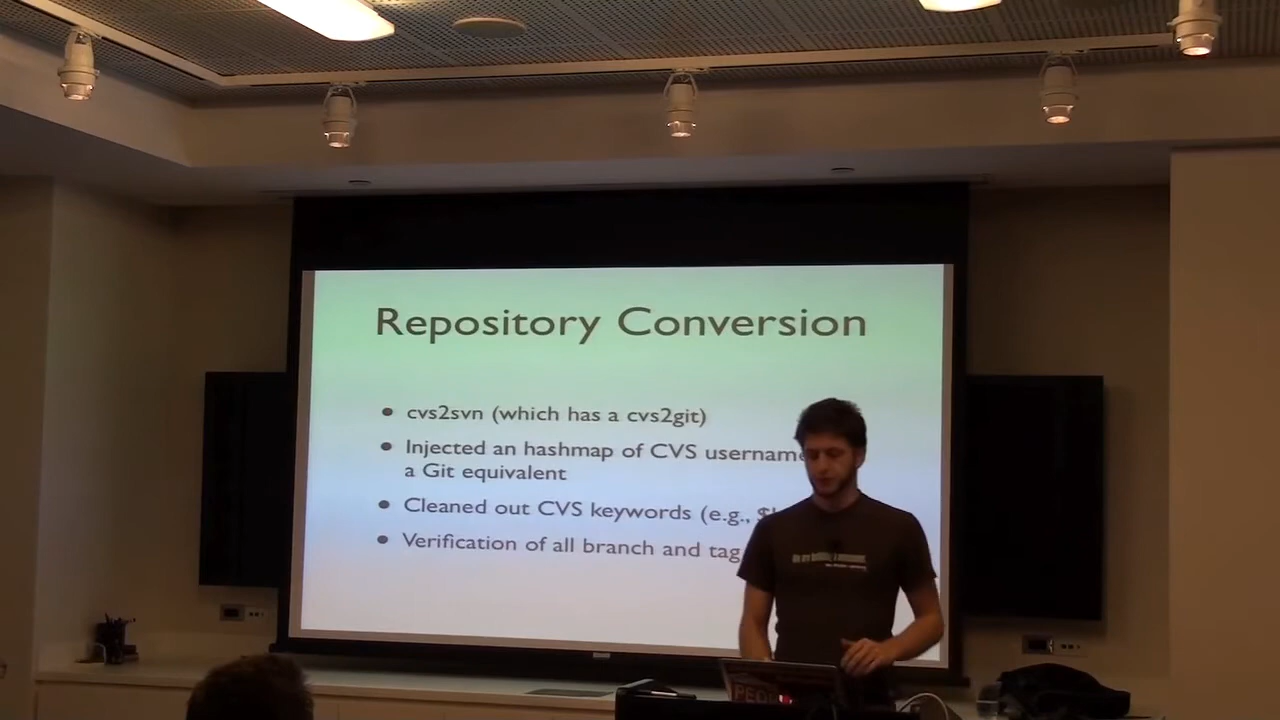 Repository Conversion
cvs2svn (which has a cvs2git)
Injected an hashmap of CVS
a Git equivalent
Cleaned out CVS keywords (e.g.,
Verification of all branch and tag